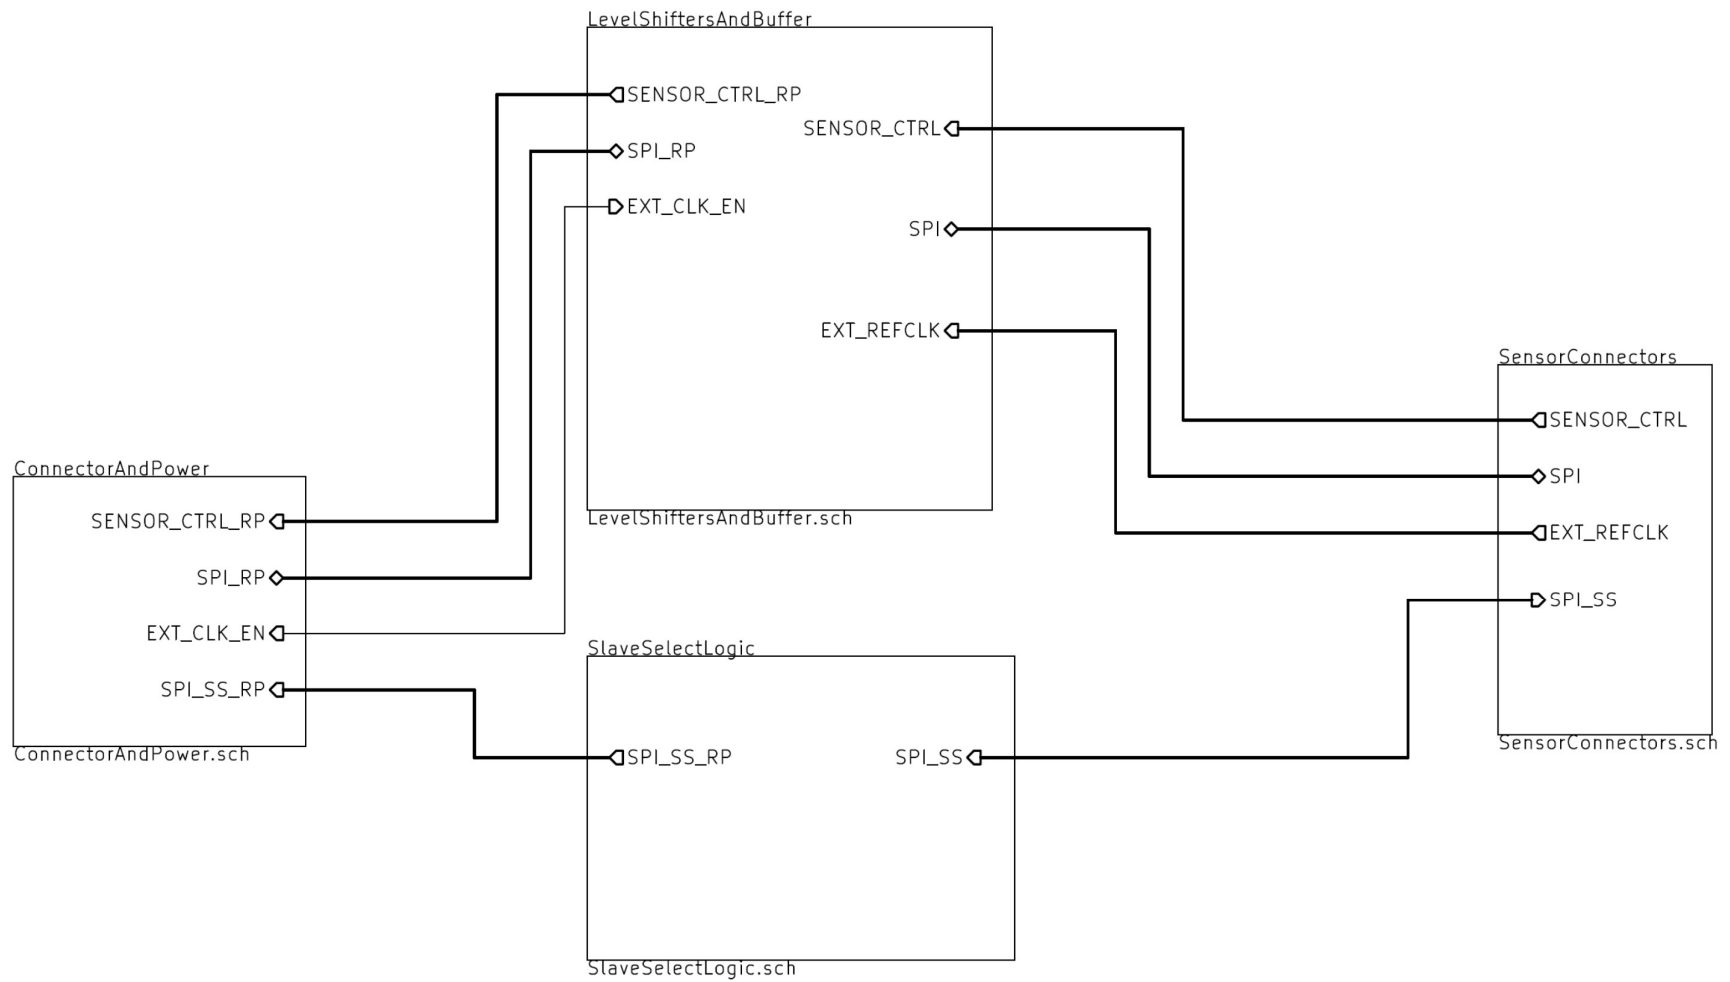 LevelShiftersAndBuffer
SENSOR_CTRL_RP
SENSOR_CTRL
SPI_RP
EXT_CLK_EN
SPI
EXT_REFCLK
LevelShiftersAndBuffer.sch
SensorConnectors
SENSOR_CTRL
SPI
EXT_REFCLK
SPI_SS
SensorConnectors.sch
ConnectorAndPower
SENSOR_CTRL_RP
SPI_RP
EXT_CLK_EN
SPI_SS_RP
ConnectorAndPower.sch
SlaveSelectLogic
SPI_SS_RP
SPI_SS
SlaveSelectLogic.sch